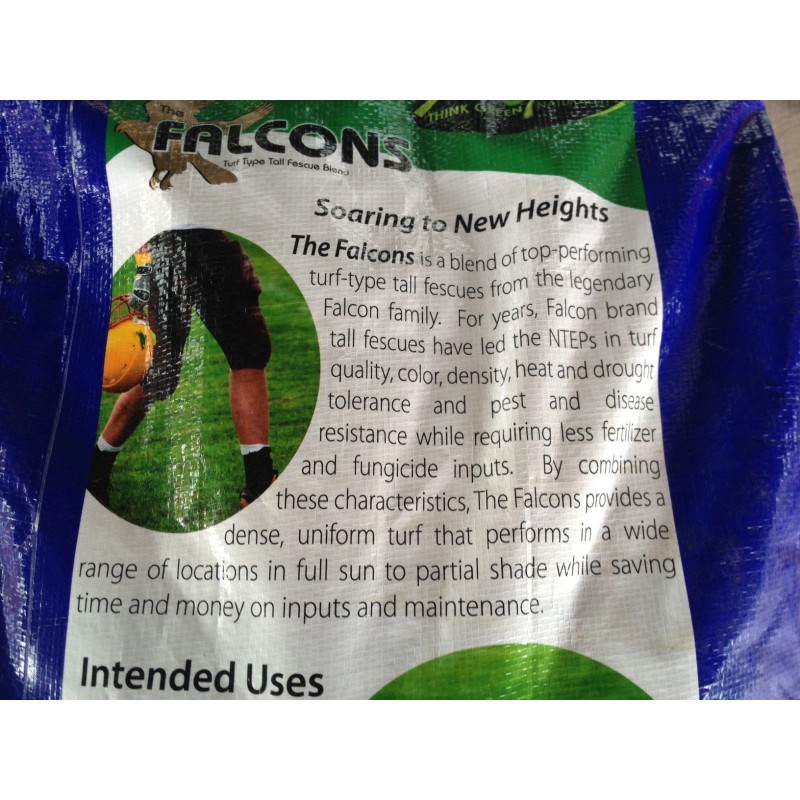 The
FALCONS
Turf Type Tall Fescue Blend
THINK GREEN
Soaring to New Heights
The Falcons is a blend of top-performing
turf-type tall fescues from the legendary
Falcon family. For years, Falcon brand
tall fescues have led the NTEPs in turf
quality, color, density, heat and drought
tolerance and pest and disease
resistance while requiring less fertilizer
and fungicide inputs. By combining
these characteristics, The Falcons provides a
dense, uniform turf that performs in a wide
range of locations in full sun to partial shade while saving
time and money on inputs and maintenance.
Intended Uses